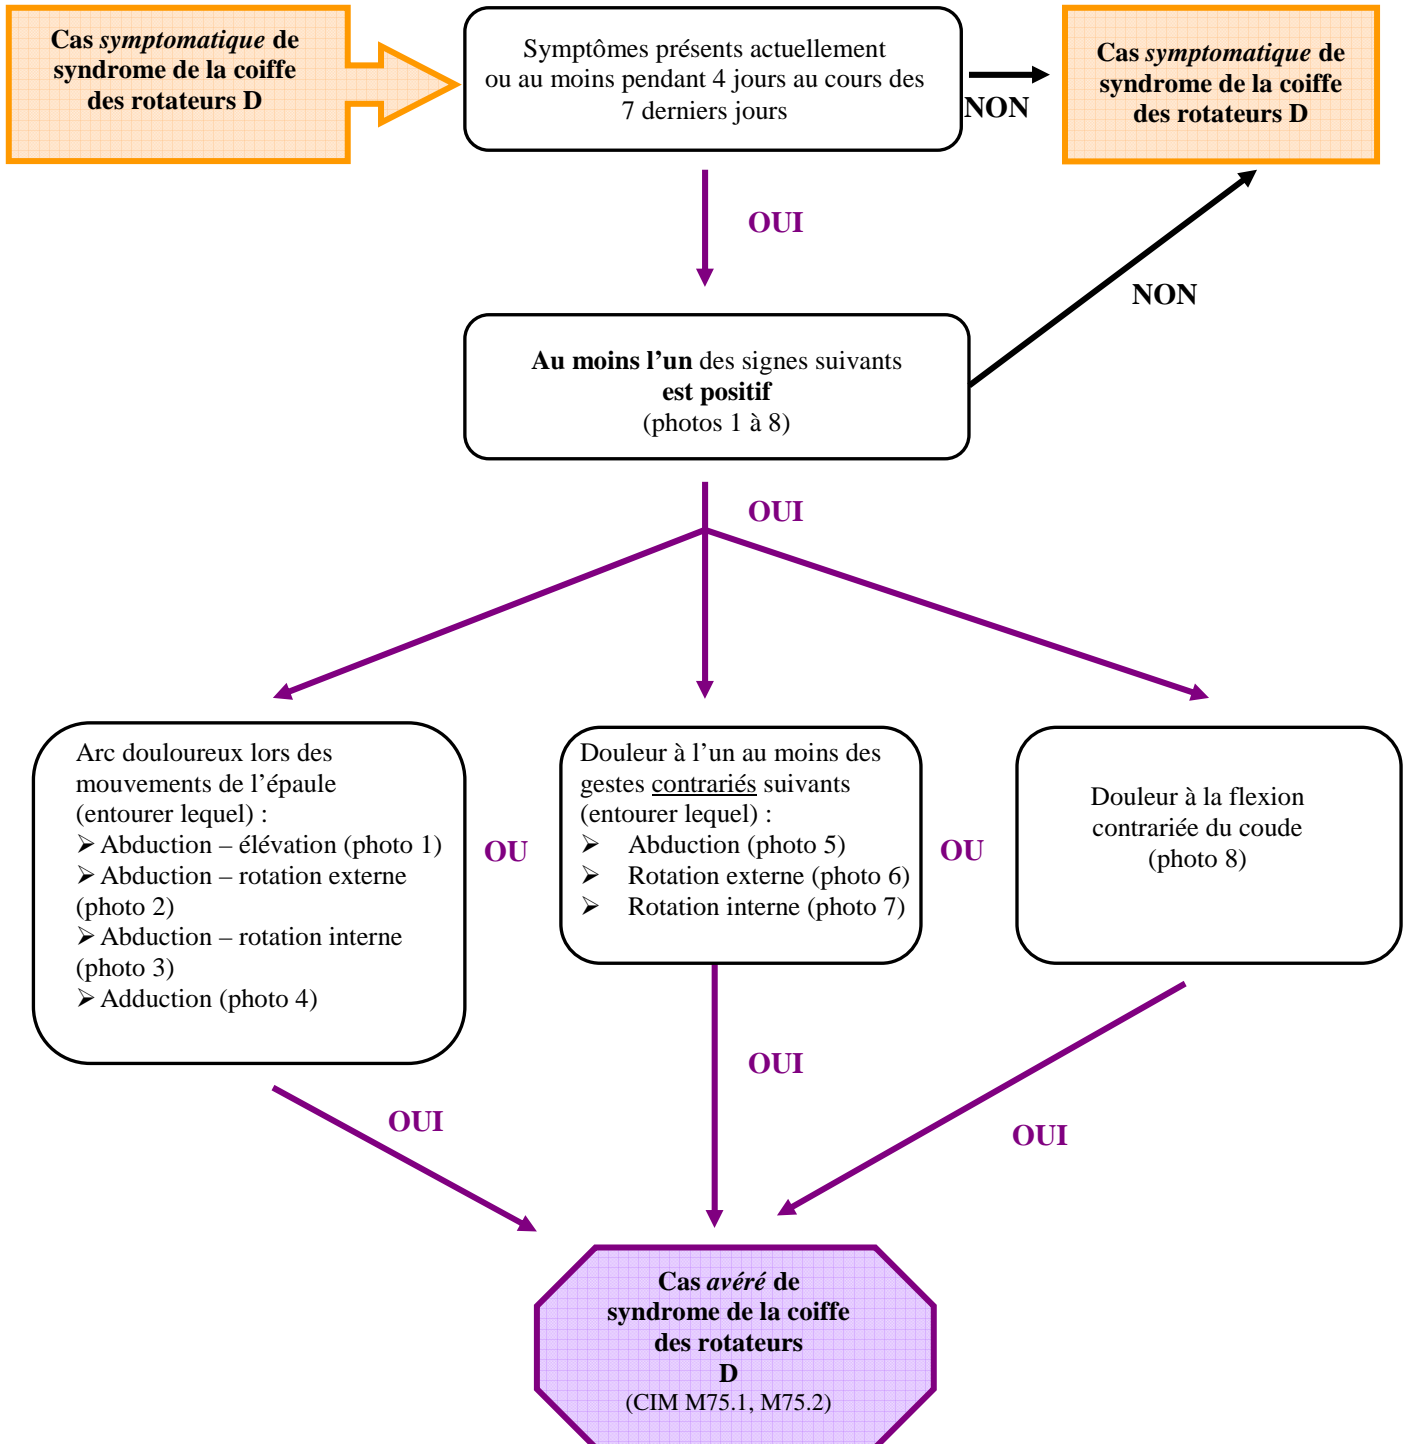 Cas symptomatique de
syndrome de la coiffe
des rotateurs D
Symptômes présents actuellement
ou au moins pendant 4 jours au cours des
7 derniers jours
NON
Cas symptomatique de
syndrome de la coiffe
des rotateurs D
OUI
NON
Au moins l’un des signes suivants
est positif
(photos 1 à 8)
OUI
Arc douloureux lors des
mouvements de l’épaule
(entourer lequel) :
➢ Abduction – élévation (photo 1)
➢ Abduction – rotation externe
(photo 2)
➢ Abduction – rotation interne
(photo 3)
➢ Adduction (photo 4)
OU
Douleur à l’un au moins des
gestes contrariés suivants
(entourer lequel) :
➢ Abduction (photo 5)
➢ Rotation externe (photo 6)
➢ Rotation interne (photo 7)
OU
Douleur à la flexion
contrariée du coude
(photo 8)
OUI
OUI
OUI
Cas avéré de
syndrome de la coiffe
des rotateurs
D
(CIM M75.1, M75.2)